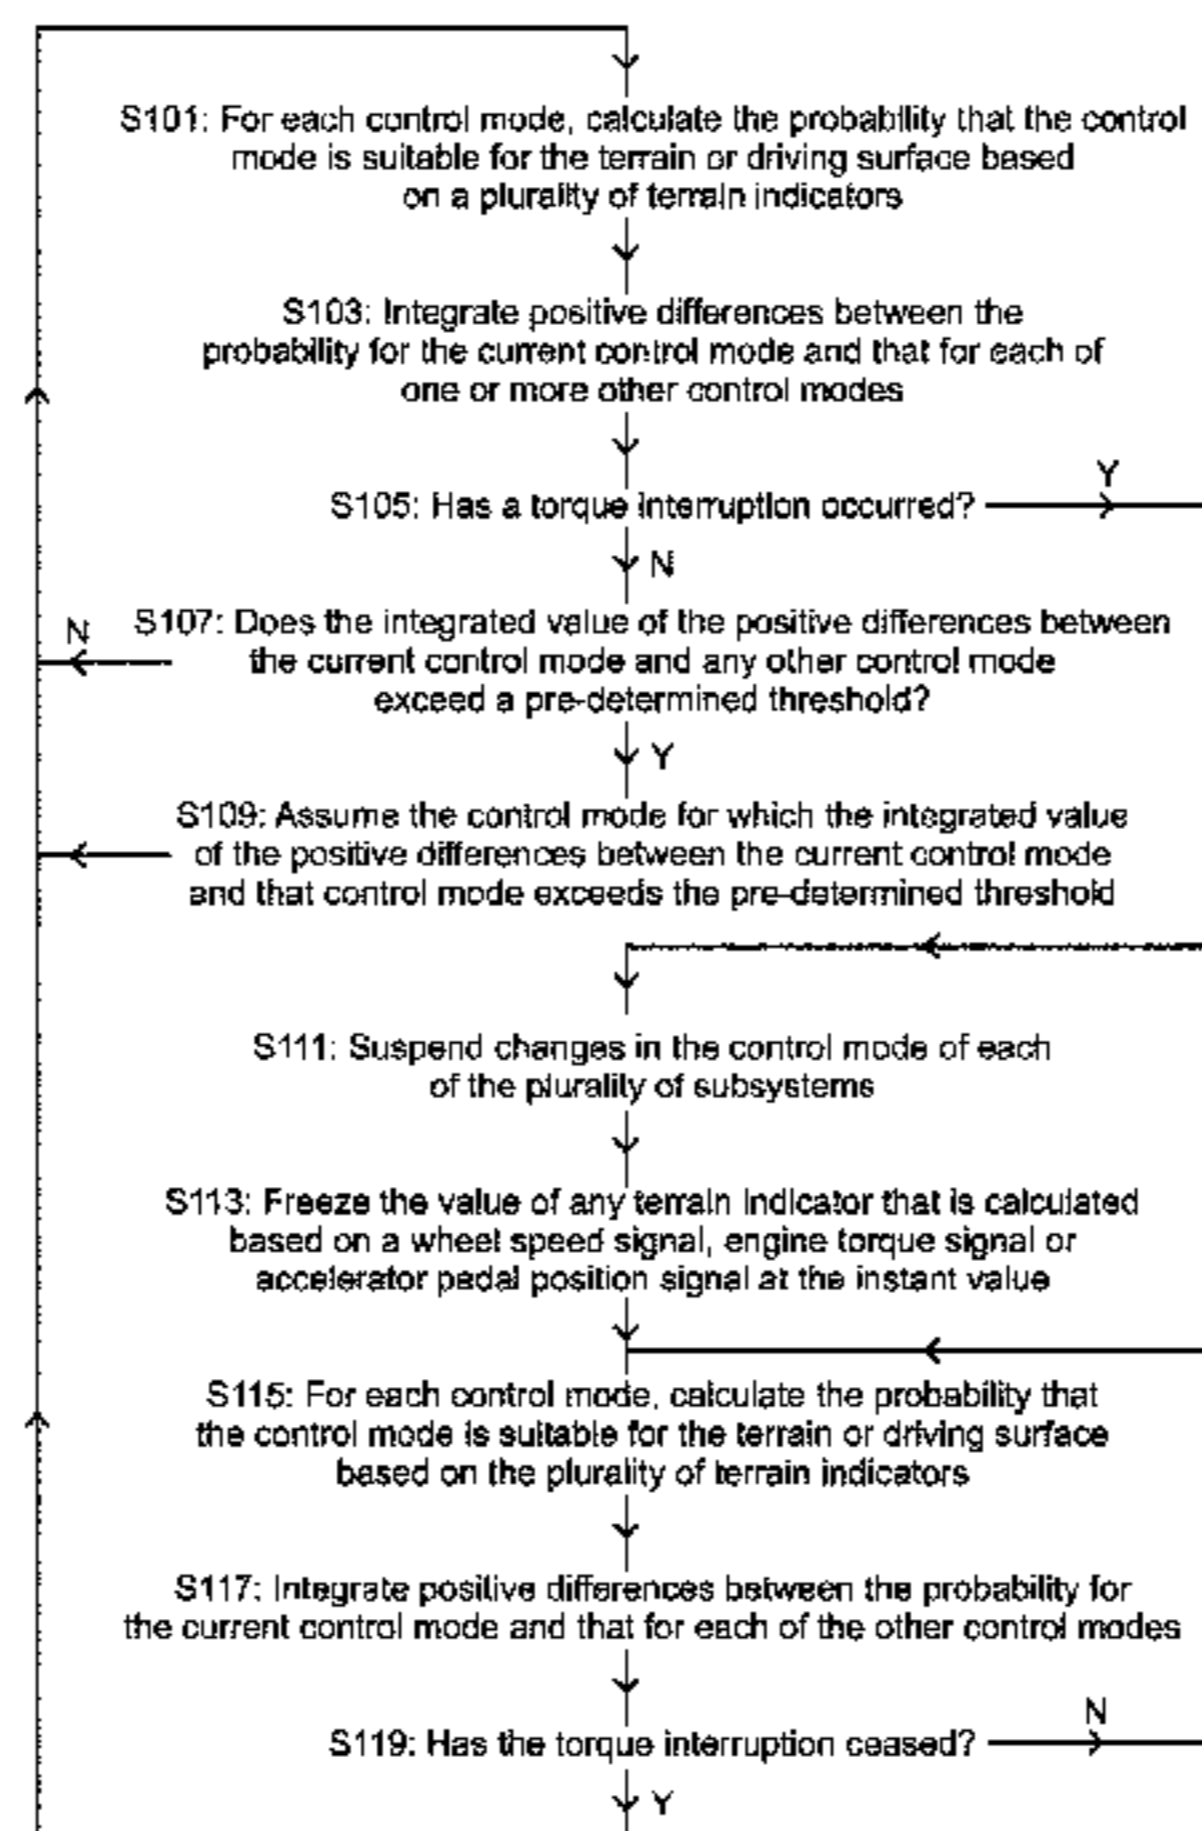 S101: For each control mode, calculate the probability that the control
mode is suitable for the terrain or driving surface based
on a plurality of terrain indicators
S103: Integrate positive differences between the
probability for the current control mode and that for each of
one or more other control modes
Y
S105: Has a torque interruption occurred?
N
N
S107: Does the integrated value of the positive differences between
the current control mode and any other control mode
exceed a pre-determined threshold?
Y
S109: Assume the control mode for which the integrated value
of the positive differences between the current control mode
and that control mode exceeds the pre-determined threshold
S111: Suspend changes in the control mode of each
of the plurality of subsystems
S113: Freeze the value of any terrain indicator that is calculated
based on a wheel speed signal, engine torque signal or
accelerator pedal position signal at the instant value
S115: For each control mode, calculate the probability that
the control mode is suitable for the terrain or driving surface
based on the plurality of terrain indicators
S117: Integrate positive differences between the probability for
the current control mode and that for each of the other control modes
N
S119: Has the torque interruption ceased?
Y